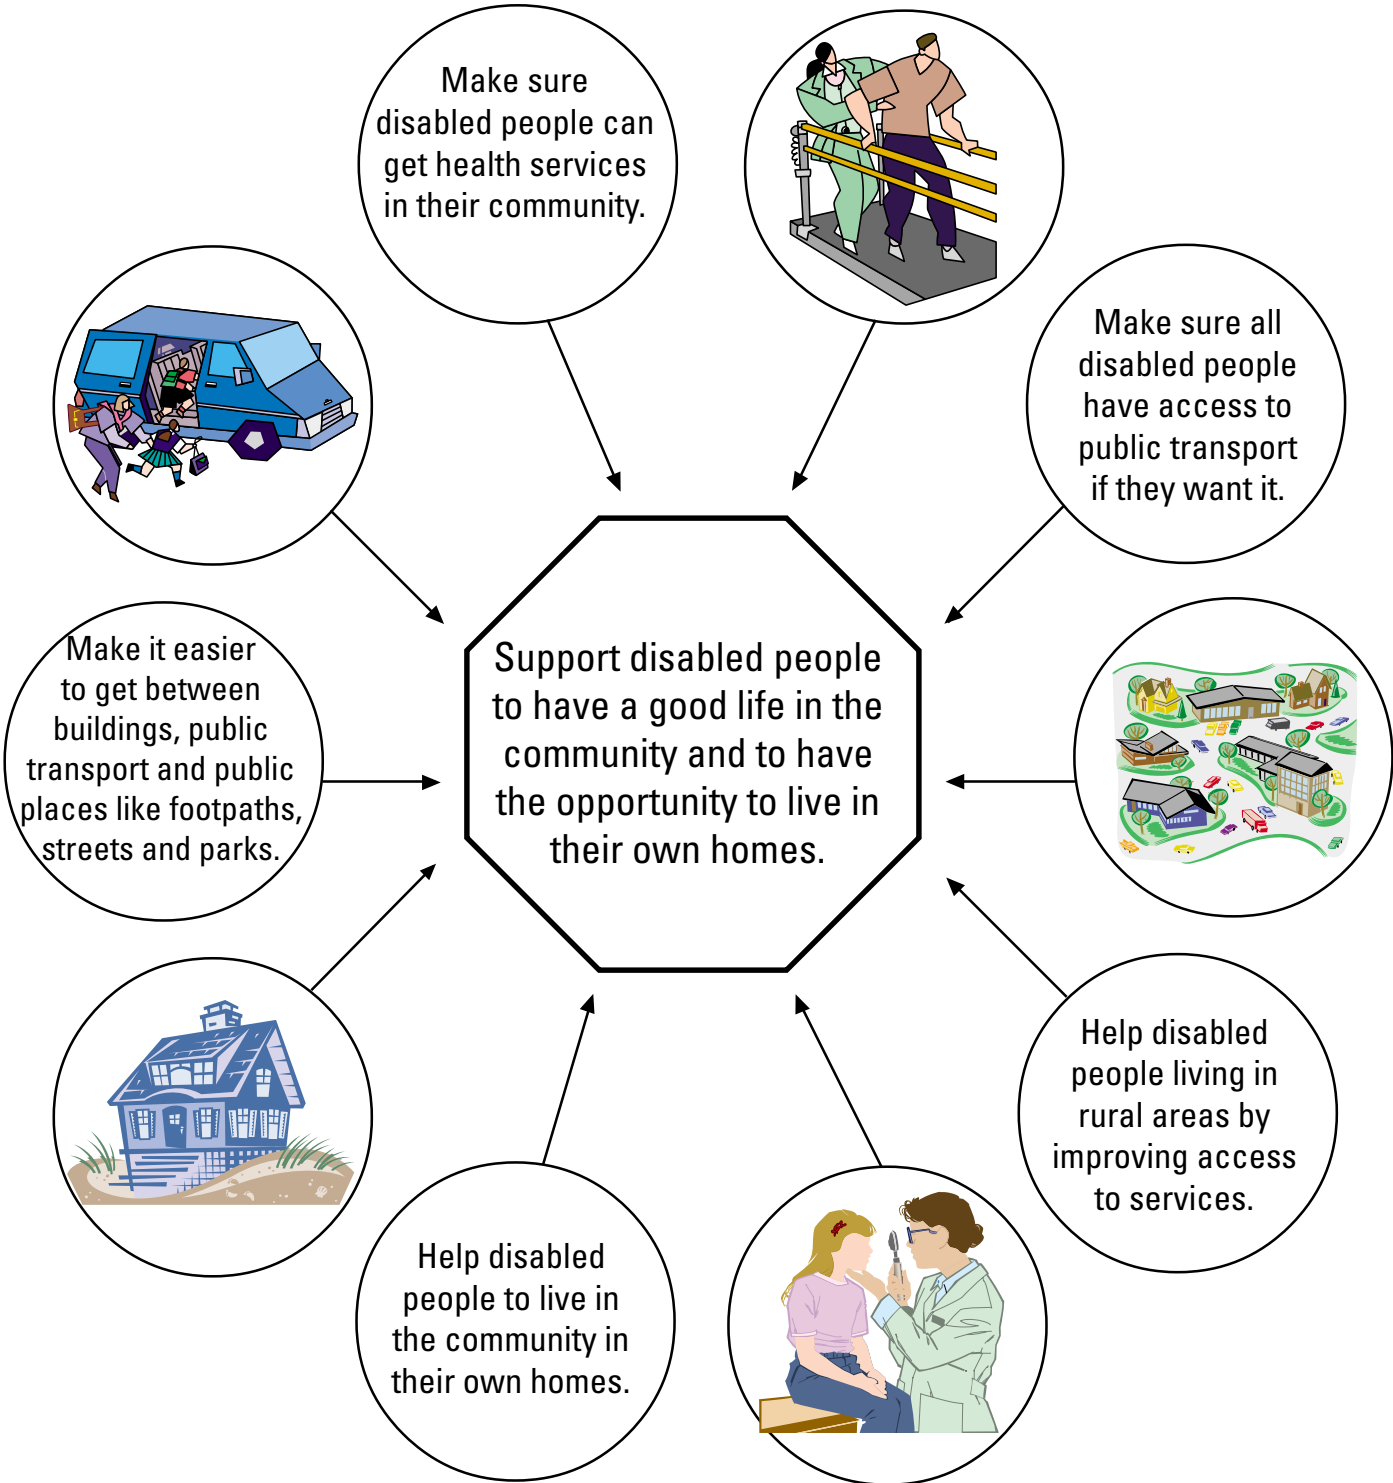 Make sure
disabled people can
get health services
in their community.
Make sure all
disabled people
have access to
public transport
if they want it.
Make it easier
to get between
buildings, public
transport and public
places like footpaths,
streets and parks.
Support disabled people
to have a good life in the
community and to have
the opportunity to live in
their own homes.
Help disabled
people living in
rural areas by
improving access
to services.
Help disabled
people to live in
the community in
their own homes.